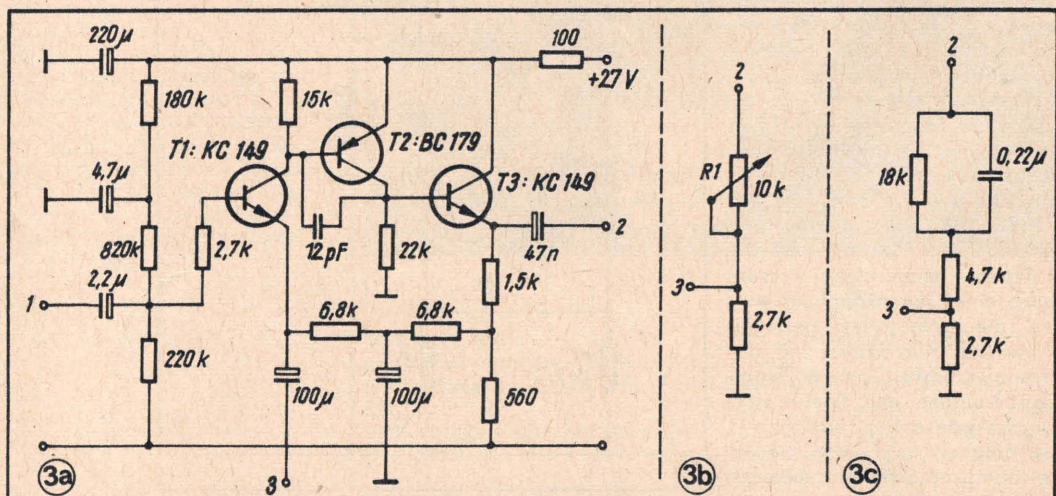 220µ
100
+27V
180k
15k
T1: KC 149
T2: BC 179
T3: KC 149
4,7µ
820k
2,7k
12pF
22k
47n
2
2,2µ
1
1,5k
220k
6,8k
6,8k
100µ
100µ
560
3
3a
2
R1
10k
3
2,7k
3b
2
18k
0,22µ
4,7k
3
2,7k
3c